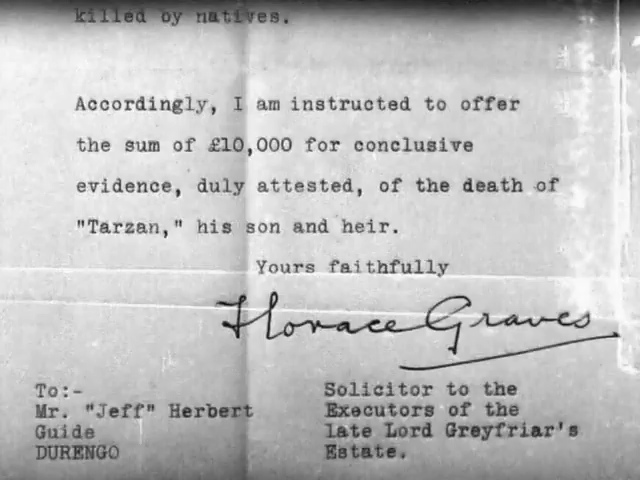 killed by natives.
Accordingly, I am instructed to offer
the sum of £10,000 for conclusive
evidence, duly attested, of the death of
"Tarzan," his son and heir.
Yours faithfully
Horace Graves
To:-
Mr. "Jeff" Herbert
Guide
DURENGO
Solicitor to the
Executors of the
late Lord Greyfriar's
Estate.